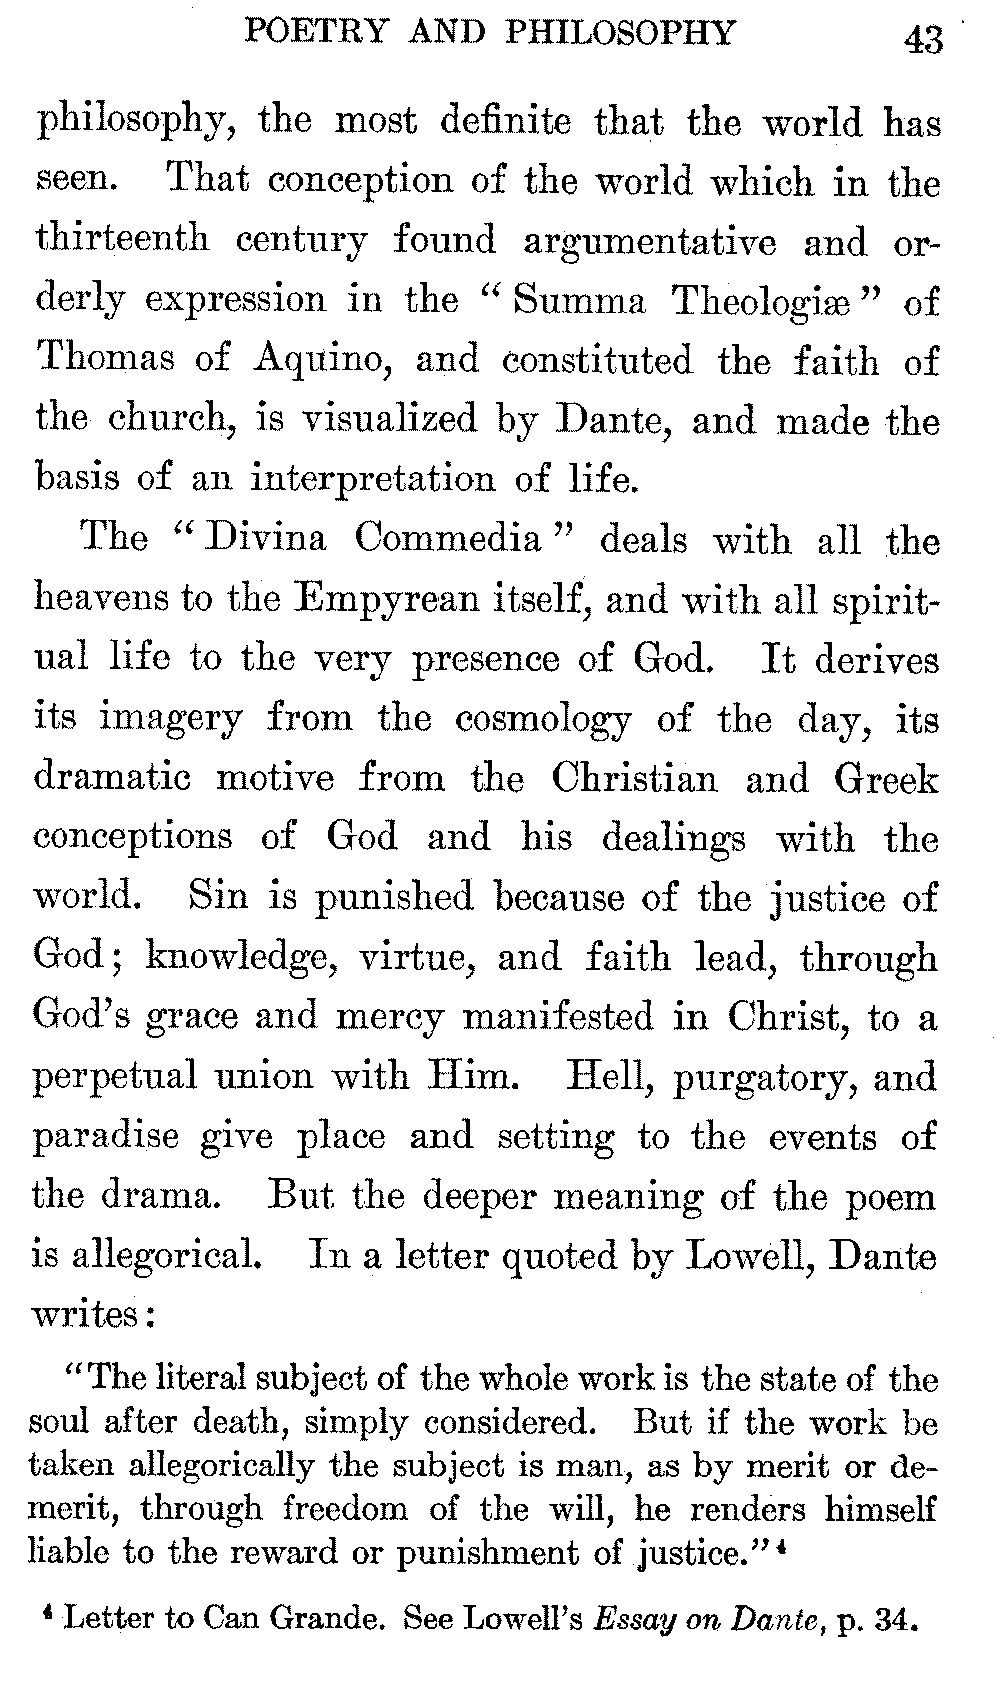 POETRY AND PHILOSOPHY 43
philosophy, the most definite that the world has
seen. That conception of the world which in the
thirteenth century found argumentative and or-
derly expression in the “Summa Theologiæ” of
Thomas of Aquino, and constituted the faith of
the church, is visualized by Dante, and made the
basis of an interpretation of life.
The “Divina Commedia” deals with all the
heavens to the Empyrean itself, and with all spirit-
ual life to the very presence of God. It derives
its imagery from the cosmology of the day, its
dramatic motive from the Christian and Greek
conceptions of God and his dealings with the
world. Sin is punished because of the justice of
God; knowledge, virtue, and faith lead, through
God's grace and mercy manifested in Christ, to a
perpetual union with Him. Hell, purgatory, and
paradise give place and setting to the events of
the drama. But the deeper meaning of the poem
is allegorical. In a letter quoted by Lowell, Dante
writes:
“The literal subject of the whole work is the state of the
soul after death, simply considered. But if the work be
taken allegorically the subject is man, as by merit or de-
merit, through freedom of the will, he renders himself
liable to the reward or punishment of justice.”⁴
⁴ Letter to Can Grande. See Lowell's Essay on Dante, p. 34.